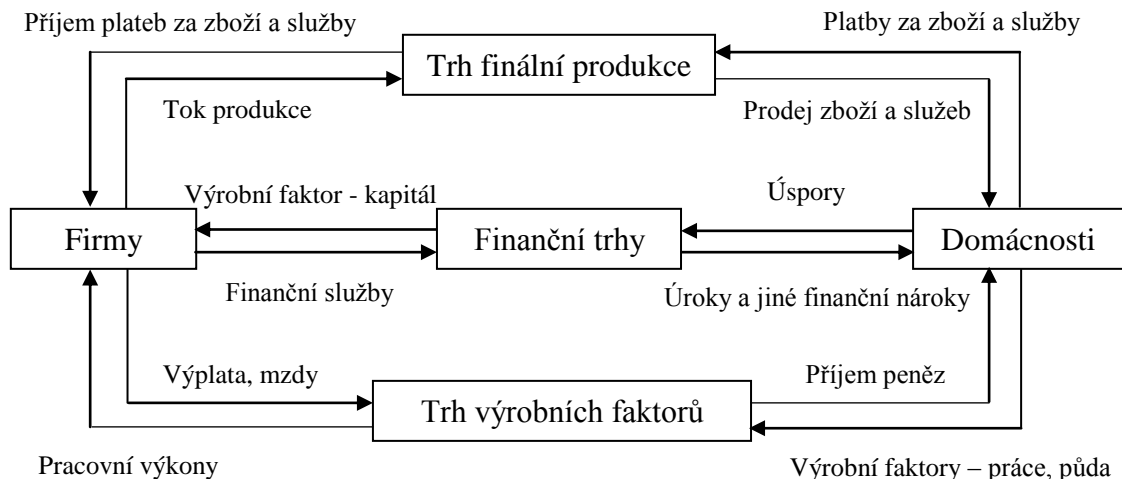 Příjem plateb za zboží a služby
Platby za zboží a služby
Trh finální produkce
Tok produkce
Prodej zboží a služeb
Výrobní faktor - kapitál
Úspory
Firmy
Finanční trhy
Domácnosti
Finanční služby
Úroky a jiné finanční nároky
Výplata, mzdy
Příjem peněz
Trh výrobních faktorů
Pracovní výkony
Výrobní faktory – práce, půda